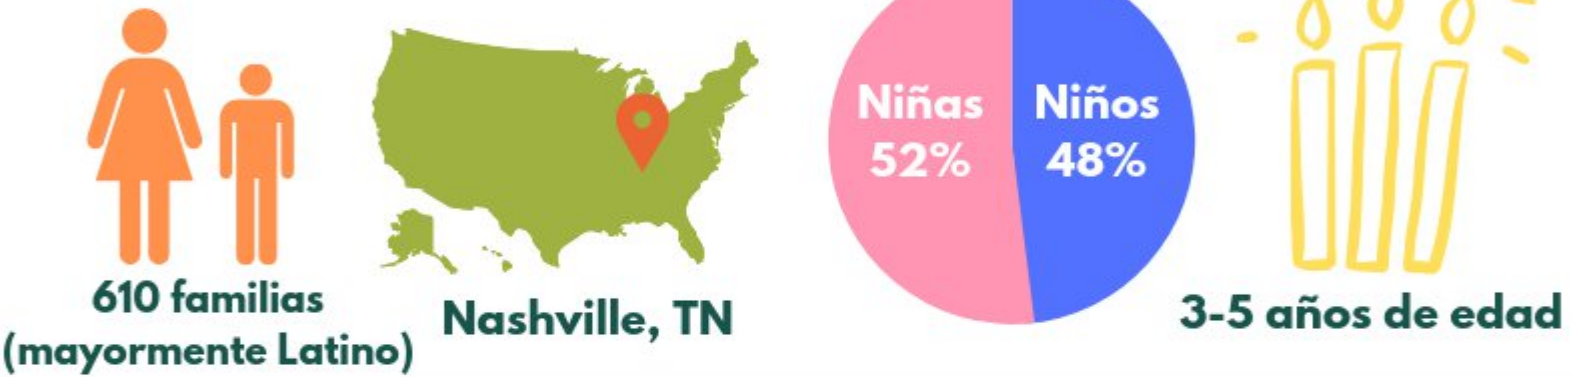 610 familias
(mayormente Latino)
Nashville, TN
Niñas
52%
Niños
48%
3-5 años de edad